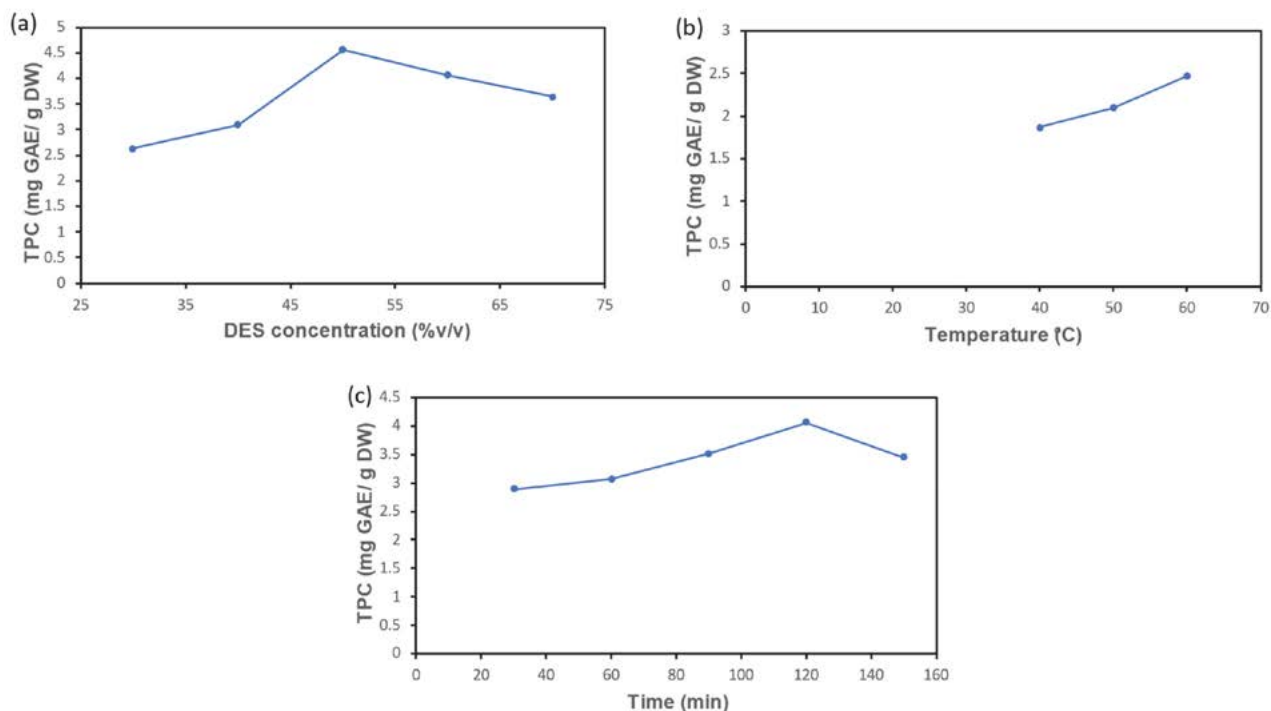 (a)
TPC (mg GAE/ g DW)
5
4.5
4
3.5
3
2.5
2
1.5
1
0.5
0
25 35 45 55 65 75
DES concentration (%v/v)
(b)
TPC (mg GAE/ g DW)
3
2.5
2
1.5
1
0.5
0
0 10 20 30 40 50 60 70
Temperature (°C)
(c)
TPC (mg GAE/ g DW)
4.5
4
3.5
3
2.5
2
1.5
1
0.5
0
0 20 40 60 80 100 120 140 160
Time (min)